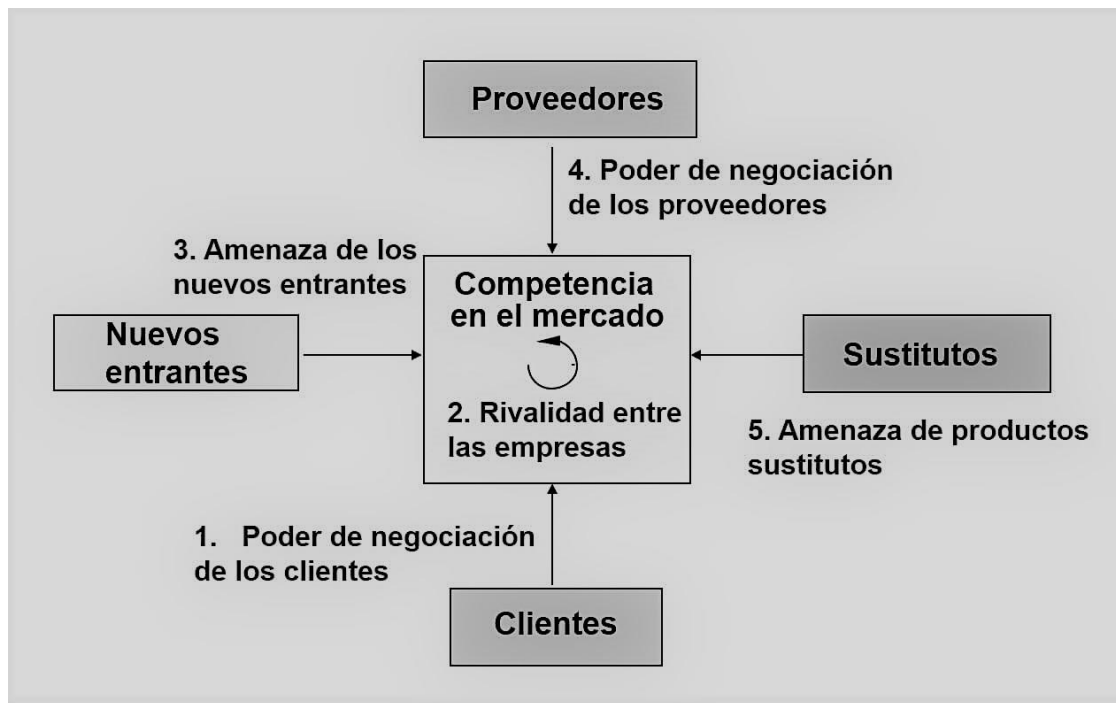 Proveedores
4. Poder de negociación
de los proveedores
3. Amenaza de los
nuevos entrantes
Competencia
en el mercado
Nuevos
entrantes
Sustitutos
2. Rivalidad entre
las empresas
5. Amenaza de productos
sustitutos
1. Poder de negociación
de los clientes
Clientes